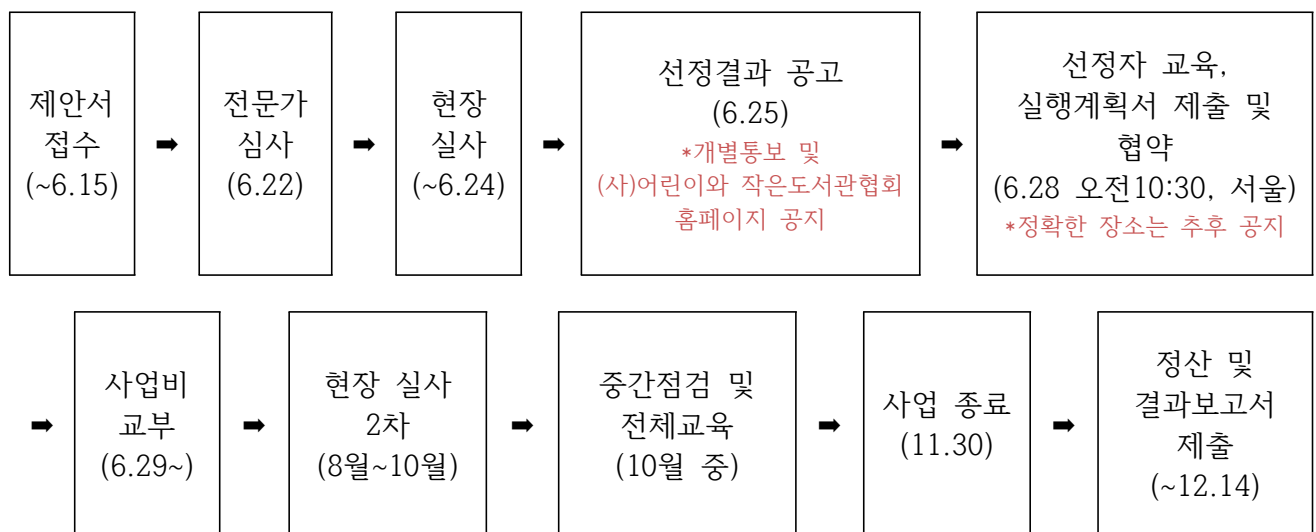 제안서
접수
(~6.15)
➡
전문가
심사
(6.22)
➡
현장
실사
(~6.24)
➡
선정결과 공고
(6.25)
*개별통보 및
(사)어린이와 작은도서관협회
홈페이지 공지
➡
선정자 교육,
실행계획서 제출 및
협약
(6.28 오전10:30, 서울)
*정확한 장소는 추후 공지
➡
사업비
교부
(6.29~)
➡
현장 실사
2차
(8월~10월)
➡
중간점검 및
전체교육
(10월 중)
➡
사업 종료
(11.30)
➡
정산 및
결과보고서
제출
(~12.14)